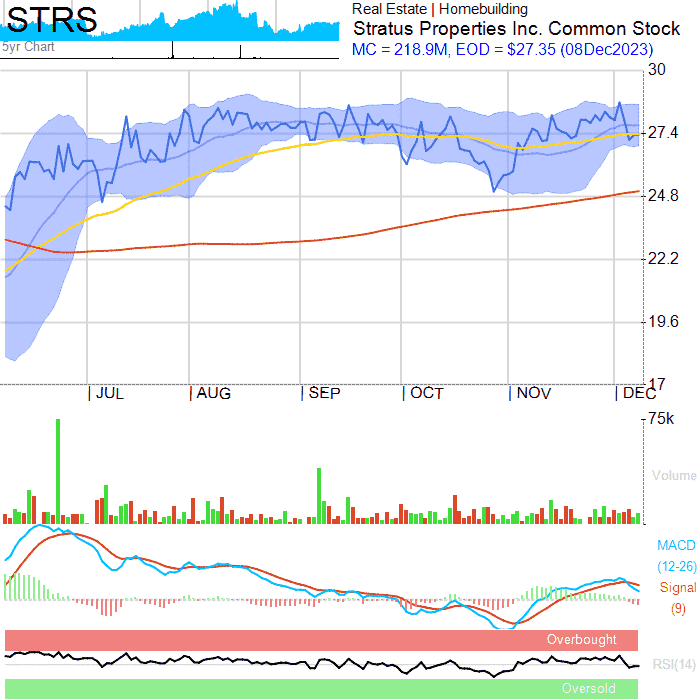 STRS
5yr Chart
Real Estate | Homebuilding
Stratus Properties Inc. Common Stock
MC = 218.9M, EOD = $27.35 (08Dec2023)
30
27.4
24.8
22.2
19.6
17
JUL AUG SEP OCT NOV DEC
75k
Volume
MACD
(12-26)
Signal
(9)
Overbought
RSI(14)
Oversold